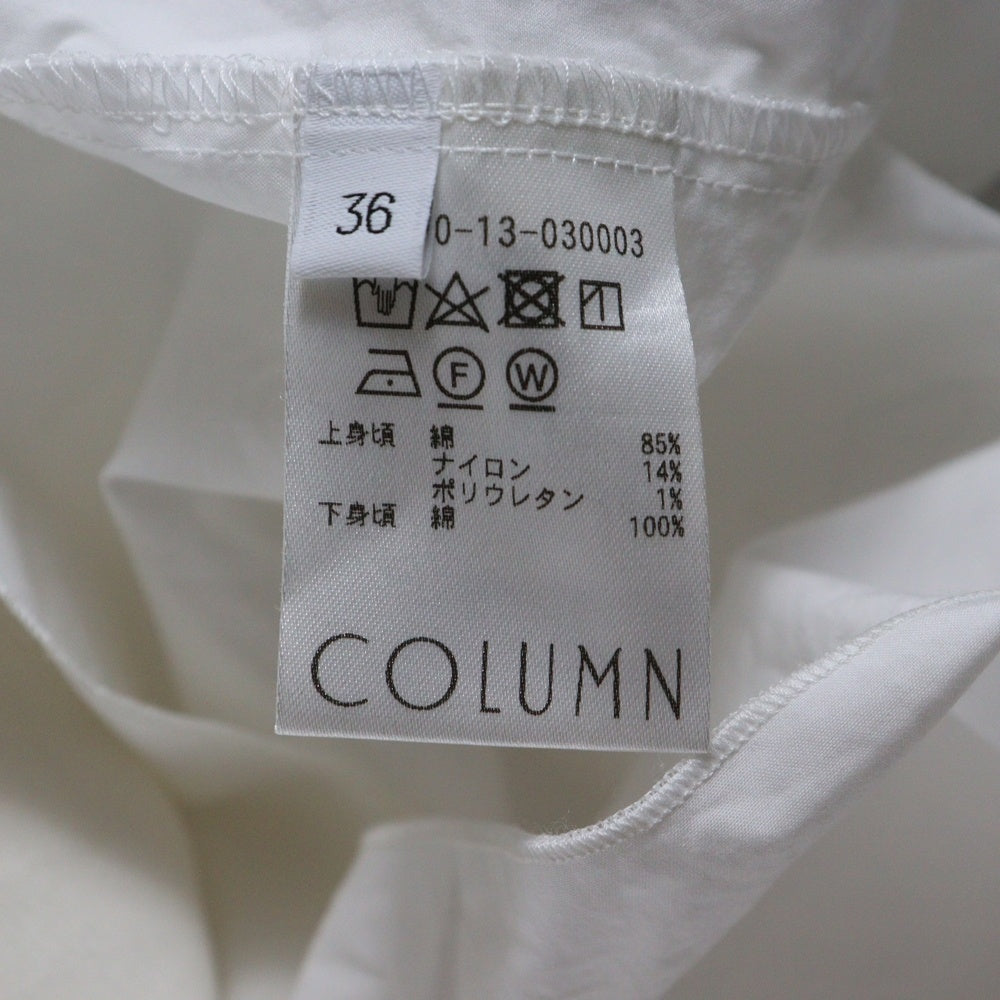 36
0-13-030003
F W
上身頃 綿 85%
ナイロン 14%
ポリウレタン 1%
下身頃 綿 100%
COLUMN